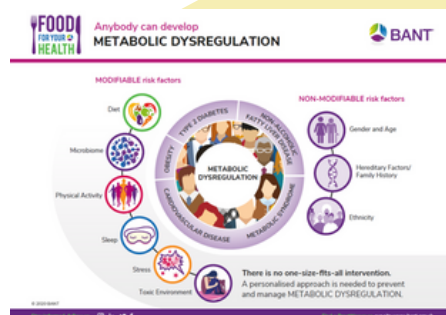 FOOD
FOR YOUR
HEALTH
Anybody can develop
METABOLIC DYSREGULATION
BANT
MODIFIABLE risk factors
Diet
Microbiome
Physical Activity
Sleep
Stress
Toxic Environment
OBESITY
TYPE 2 DIABETES
NON-ALCOHOLIC
FATTY LIVER DISEASE
METABOLIC SYNDROME
CARDIOVASCULAR DISEASE
METABOLIC
DYSREGULATION
NON-MODIFIABLE risk factors
Gender and Age
Hereditary Factors/
Family History
Ethnicity
There is no one-size-fits-all intervention.
A personalised approach is needed to prevent
and manage METABOLIC DYSREGULATION.
© 2020 BANT